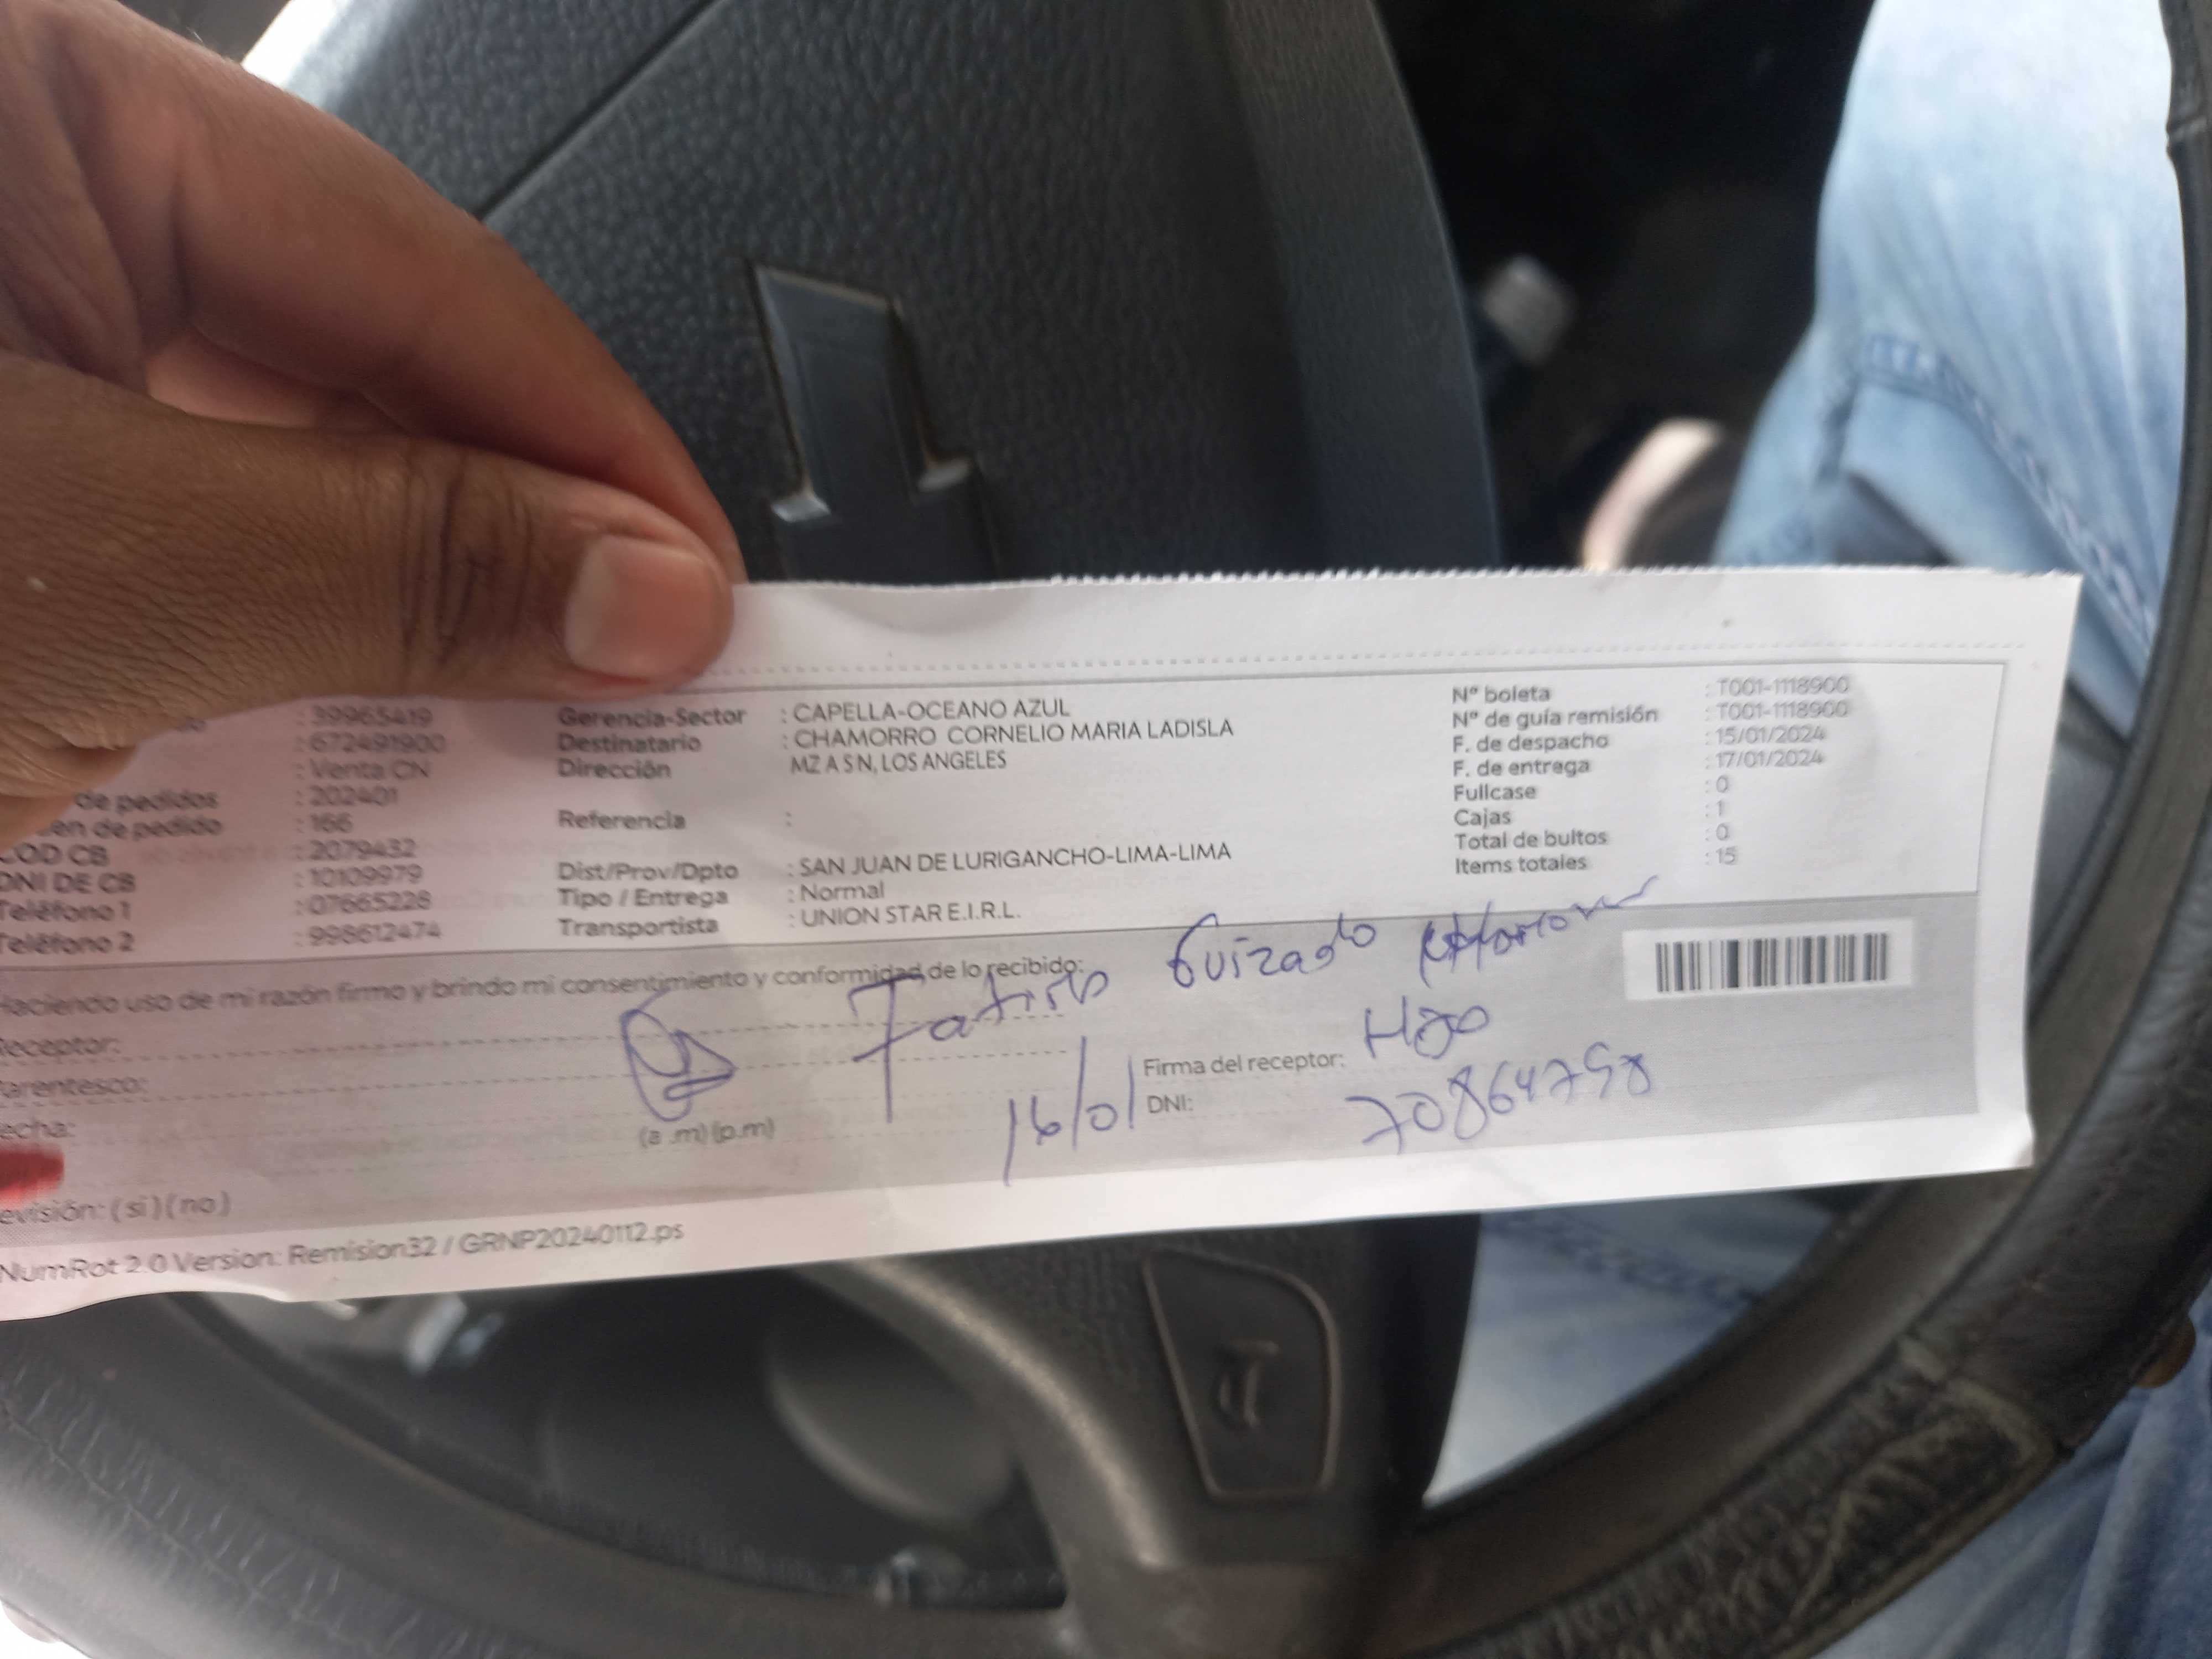 39965419
: 672491900
: Venta CN
de pedidos : 202401
en de pedido : 166
COD CB : 2079432
DNI DE CB : 10109979
Teléfono 1 : 07665228
Teléfono 2 : 998612474
Gerencia-Sector : CAPELLA-OCEANO AZUL
Destinatario : CHAMORRO CORNELIO MARIA LADISLA
Dirección MZ A S N, LOS ANGELES
Referencia :
Dist/Prov/Dpto : SAN JUAN DE LURIGANCHO-LIMA-LIMA
Tipo / Entrega : Normal
Transportista : UNION STAR E.I.R.L.
Nº boleta : T001-1118900
Nº de guía remisión : T001-1118900
F. de despacho : 15/01/2024
F. de entrega : 17/01/2024
Fullcase : 0
Cajas : 1
Total de bultos : 0
Items totales : 15
Haciendo uso de mi razón firmo y brindo mi consentimiento y conformidad de lo recibido:
Guizado
Receptor:
Parentesco:
Firma del receptor:
echa: (a .m) (p.m) 16/01
DNI: 70864758
evisión: ( si ) ( no )
NumRot 2.0 Version: Remision32 / GRNP20240112.ps